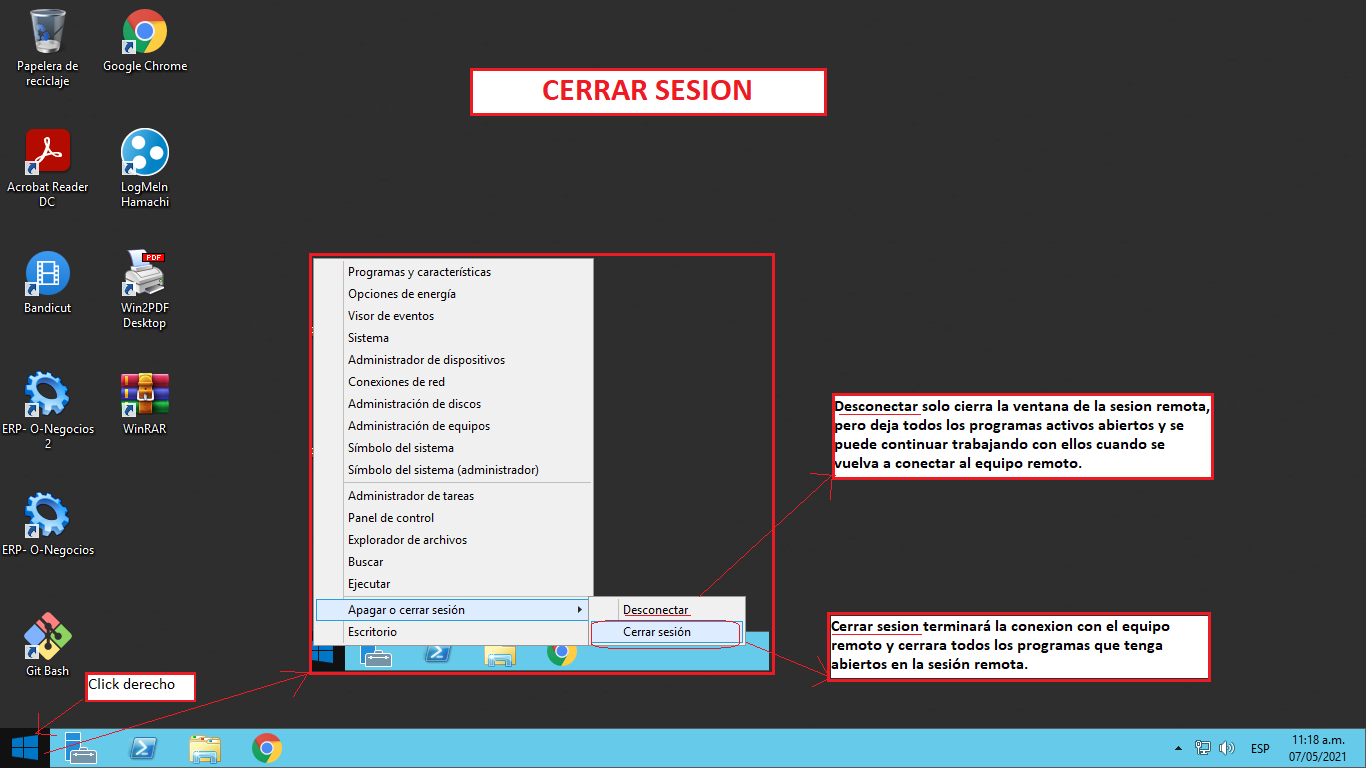 Papelera de
reciclaje
Google Chrome
CERRAR SESION
Acrobat Reader
DC
LogMeIn
Hamachi
Bandicut
PDF
Win2PDF
Desktop
ERP- O-Negocios
2
WinRAR
ERP- O-Negocios
Git Bash
Programas y características
Opciones de energía
Visor de eventos
Sistema
Administrador de dispositivos
Conexiones de red
Administración de discos
Administración de equipos
Símbolo del sistema
Símbolo del sistema (administrador)
Administrador de tareas
Panel de control
Explorador de archivos
Buscar
Ejecutar
Apagar o cerrar sesión
Escritorio
Desconectar
Cerrar sesión
Desconectar solo cierra la ventana de la sesion remota,
pero deja todos los programas activos abiertos y se
puede continuar trabajando con ellos cuando se
vuelva a conectar al equipo remoto.
Cerrar sesion terminará la conexion con el equipo
remoto y cerrara todos los programas que tenga
abiertos en la sesión remota.
Click derecho
ESP
11:18 a.m.
07/05/2021